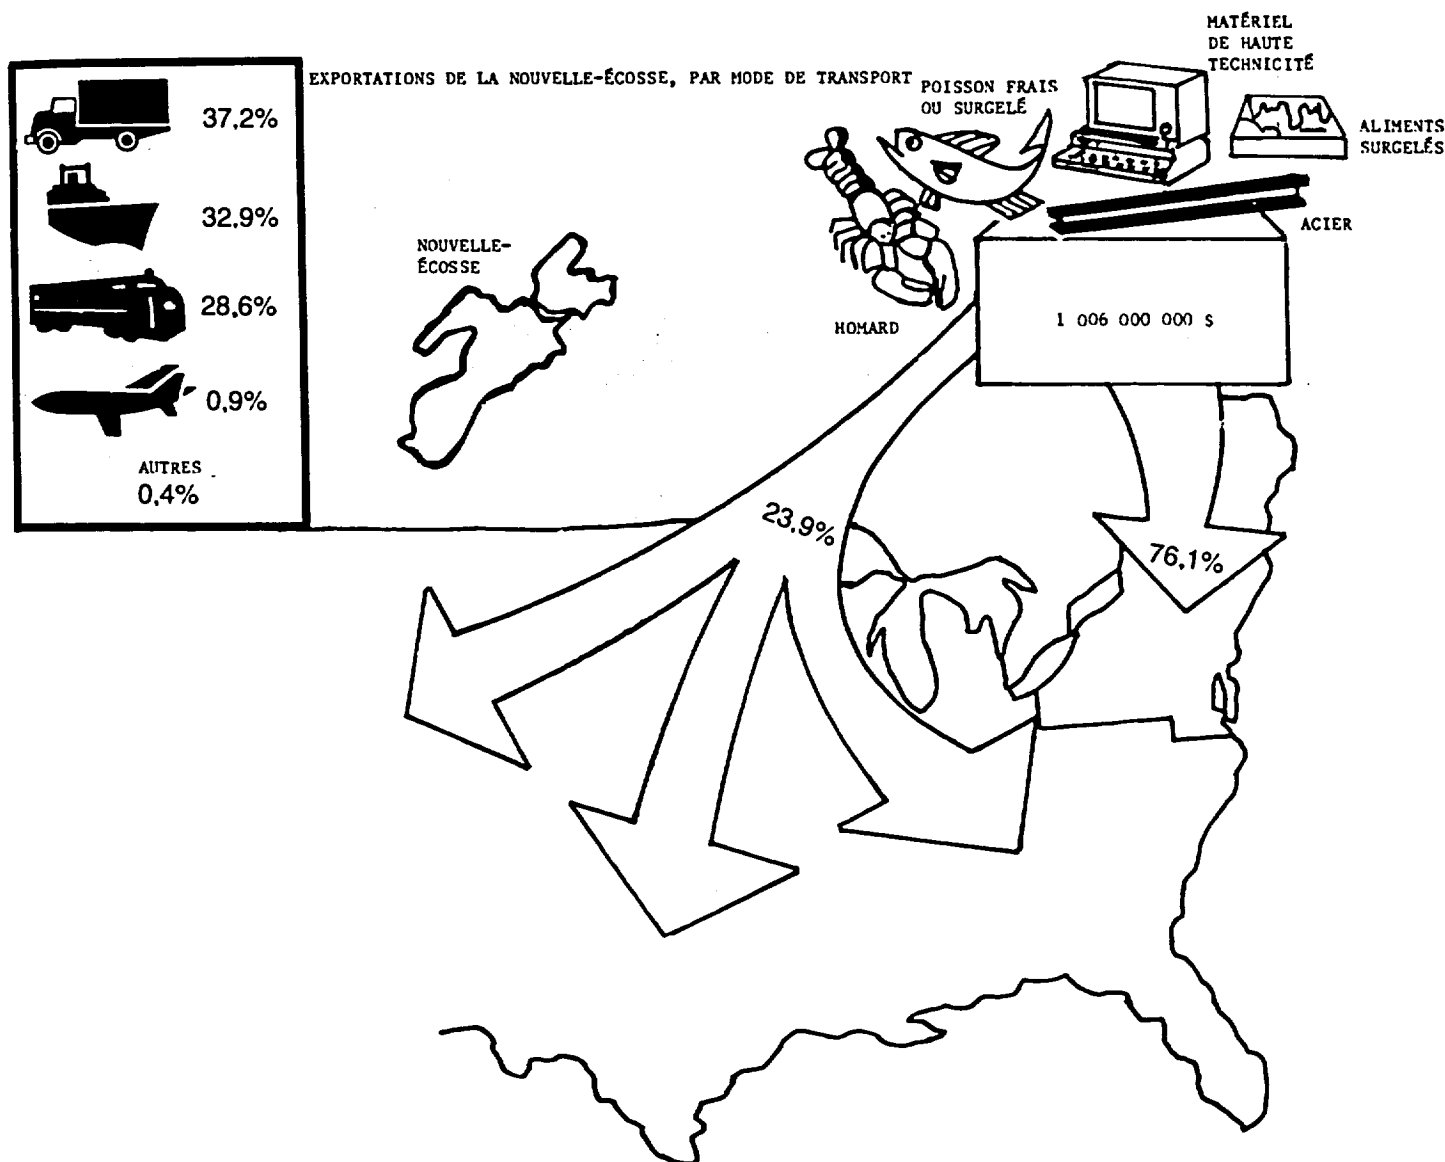 EXPORTATIONS DE LA NOUVELLE-ÉCOSSE, PAR MODE DE TRANSPORT
37,2%
32,9%
28,6%
0,9%
AUTRES
0,4%
NOUVELLE-
ÉCOSSE
HOMARD
POISSON FRAIS
OU SURGELÉ
MATÉRIEL
DE HAUTE
TECHNICITÉ
ALIMENTS
SURGELÉS
ACIER
1 006 000 000 $
23,9%
76,1%